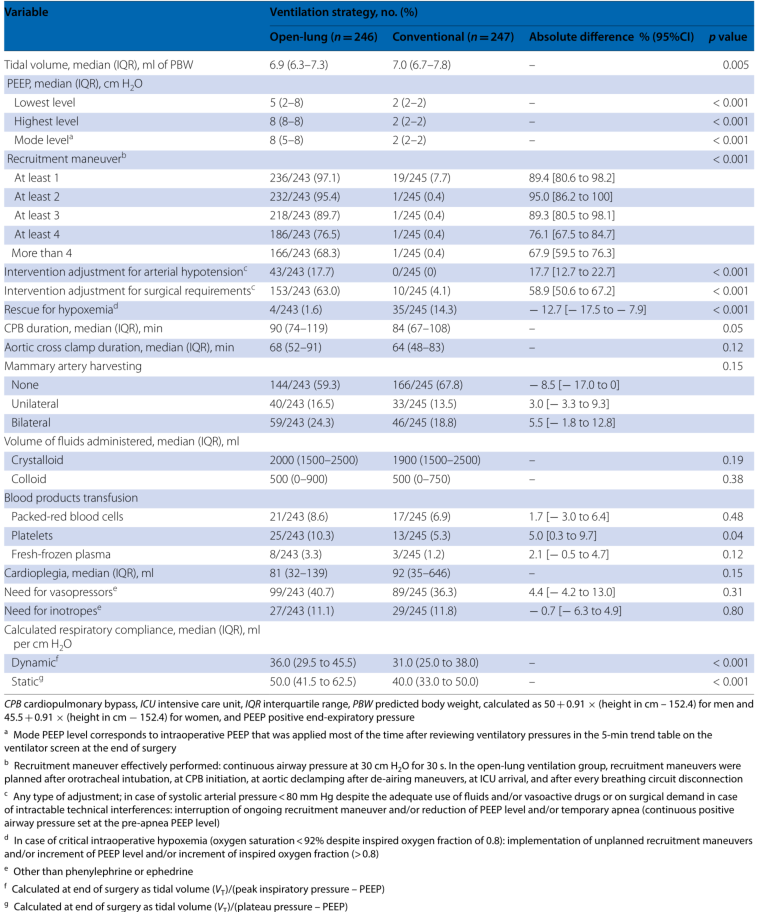 Variable Ventilation strategy, no. (%)
Open-lung (n = 246) Conventional (n = 247) Absolute difference % (95%CI) p value
Tidal volume, median (IQR), ml of PBW 6.9 (6.3–7.3) 7.0 (6.7–7.8) – 0.005
PEEP, median (IQR), cm H2O
Lowest level 5 (2–8) 2 (2–2) – < 0.001
Highest level 8 (8–8) 2 (2–2) – < 0.001
Mode level^a 8 (5–8) 2 (2–2) – < 0.001
Recruitment maneuver^b < 0.001
At least 1 236/243 (97.1) 19/245 (7.7) 89.4 [80.6 to 98.2]
At least 2 232/243 (95.4) 1/245 (0.4) 95.0 [86.2 to 100]
At least 3 218/243 (89.7) 1/245 (0.4) 89.3 [80.5 to 98.1]
At least 4 186/243 (76.5) 1/245 (0.4) 76.1 [67.5 to 84.7]
More than 4 166/243 (68.3) 1/245 (0.4) 67.9 [59.5 to 76.3]
Intervention adjustment for arterial hypotension^c 43/243 (17.7) 0/245 (0) 17.7 [12.7 to 22.7] < 0.001
Intervention adjustment for surgical requirements^c 153/243 (63.0) 10/245 (4.1) 58.9 [50.6 to 67.2] < 0.001
Rescue for hypoxemia^d 4/243 (1.6) 35/245 (14.3) − 12.7 [− 17.5 to − 7.9] < 0.001
CPB duration, median (IQR), min 90 (74–119) 84 (67–108) – 0.05
Aortic cross clamp duration, median (IQR), min 68 (52–91) 64 (48–83) – 0.12
Mammary artery harvesting 0.15
None 144/243 (59.3) 166/245 (67.8) − 8.5 [− 17.0 to 0]
Unilateral 40/243 (16.5) 33/245 (13.5) 3.0 [− 3.3 to 9.3]
Bilateral 59/243 (24.3) 46/245 (18.8) 5.5 [− 1.8 to 12.8]
Volume of fluids administered, median (IQR), ml
Crystalloid 2000 (1500–2500) 1900 (1500–2500) – 0.19
Colloid 500 (0–900) 500 (0–750) – 0.38
Blood products transfusion
Packed-red blood cells 21/243 (8.6) 17/245 (6.9) 1.7 [− 3.0 to 6.4] 0.48
Platelets 25/243 (10.3) 13/245 (5.3) 5.0 [0.3 to 9.7] 0.04
Fresh-frozen plasma 8/243 (3.3) 3/245 (1.2) 2.1 [− 0.5 to 4.7] 0.12
Cardioplegia, median (IQR), ml 81 (32–139) 92 (35–646) – 0.15
Need for vasopressors^e 99/243 (40.7) 89/245 (36.3) 4.4 [− 4.2 to 13.0] 0.31
Need for inotropes^e 27/243 (11.1) 29/245 (11.8) − 0.7 [− 6.3 to 4.9] 0.80
Calculated respiratory compliance, median (IQR), ml
per cm H2O
Dynamic^f 36.0 (29.5 to 45.5) 31.0 (25.0 to 38.0) – < 0.001
Static^g 50.0 (41.5 to 62.5) 40.0 (33.0 to 50.0) – < 0.001
CPB cardiopulmonary bypass, ICU intensive care unit, IQR interquartile range, PBW predicted body weight, calculated as 50 + 0.91 × (height in cm – 152.4) for men and
45.5 + 0.91 × (height in cm − 152.4) for women, and PEEP positive end-expiratory pressure
^a Mode PEEP level corresponds to intraoperative PEEP that was applied most of the time after reviewing ventilatory pressures in the 5-min trend table on the
ventilator screen at the end of surgery
^b Recruitment maneuver effectively performed: continuous airway pressure at 30 cm H2O for 30 s. In the open-lung ventilation group, recruitment maneuvers were
planned after orotracheal intubation, at CPB initiation, at aortic declamping after de-airing maneuvers, at ICU arrival, and after every breathing circuit disconnection
^c Any type of adjustment; in case of systolic arterial pressure < 80 mm Hg despite the adequate use of fluids and/or vasoactive drugs or on surgical demand in case
of intractable technical interferences: interruption of ongoing recruitment maneuver and/or reduction of PEEP level and/or temporary apnea (continuous positive
airway pressure set at the pre-apnea PEEP level)
^d In case of critical intraoperative hypoxemia (oxygen saturation < 92% despite inspired oxygen fraction of 0.8): implementation of unplanned recruitment maneuvers
and/or increment of PEEP level and/or increment of inspired oxygen fraction (> 0.8)
^e Other than phenylephrine or ephedrine
^f Calculated at end of surgery as tidal volume (VT)/(peak inspiratory pressure – PEEP)
^g Calculated at end of surgery as tidal volume (VT)/(plateau pressure – PEEP)